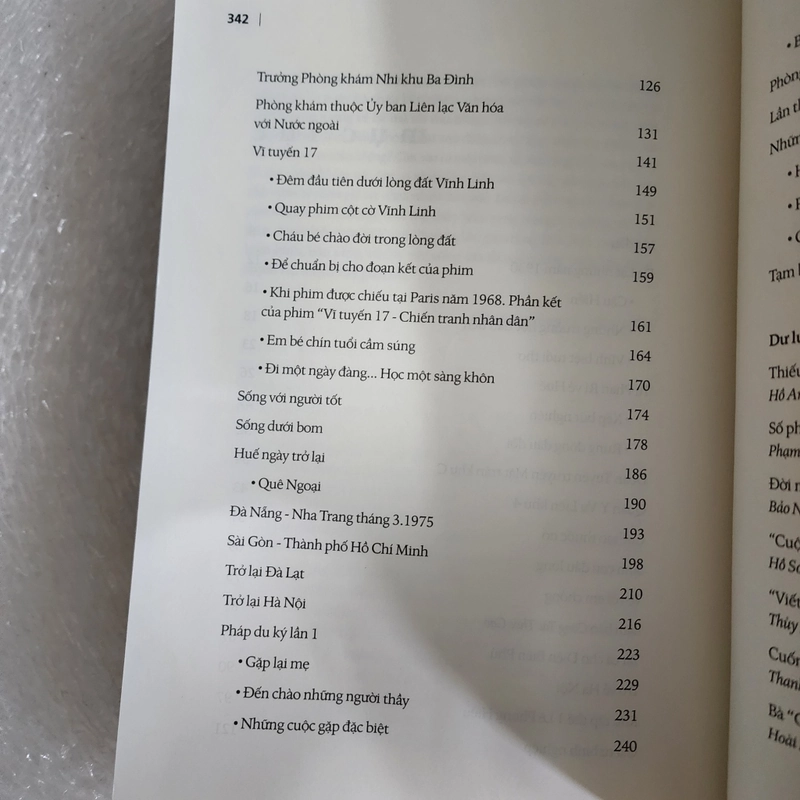 342 |
Trưởng Phòng khám Nhi khu Ba Đình 126
Phòng khám thuộc Ủy ban Liên lạc Văn hóa
với Nước ngoài 131
Vĩ tuyến 17 141
• Đêm đầu tiên dưới lòng đất Vĩnh Linh 149
• Quay phim cột cờ Vĩnh Linh 151
• Cháu bé chào đời trong lòng đất 157
• Để chuẩn bị cho đoạn kết của phim 159
• Khi phim được chiếu tại Paris năm 1968. Phần kết
của phim “Vĩ tuyến 17 - Chiến tranh nhân dân” 161
• Em bé chín tuổi cầm súng 164
• Đi một ngày đàng... Học một sàng khôn 170
Sống với người tốt 174
Sống dưới bom 178
Huế ngày trở lại 186
• Quê Ngoại 190
Đà Nẵng - Nha Trang tháng 3.1975 193
Sài Gòn - Thành phố Hồ Chí Minh 198
Trở lại Đà Lạt 210
Trở lại Hà Nội 216
Pháp du ký lần 1 223
• Gặp lại mẹ 229
• Đến chào những người thầy 231
• Những cuộc gặp đặc biệt 240
Phòn
Lần th
Nhữn
Tạm b
Dư lu
Thiếu
Hồ An
Số ph
Phạm
Đời n
Bảo N
“Cuộ
Hồ Sơ
“Viết
Thùy
Cuốn
Thanh
Bà “C
Hoài